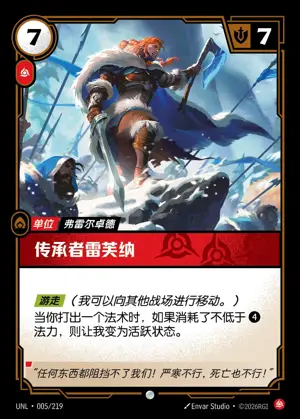 7
7
单位 弗雷尔卓德
传承者雷芙纳
游走 (我可以向其他战场进行移动。)
当你打出一个法术时，如果消耗了不低于 4
法力，则让我变为活跃状态。
“任何东西都阻挡不了我们！严寒不行，死亡也不行！”
UNL • 005/219 Envar Studio • ©2026RGI